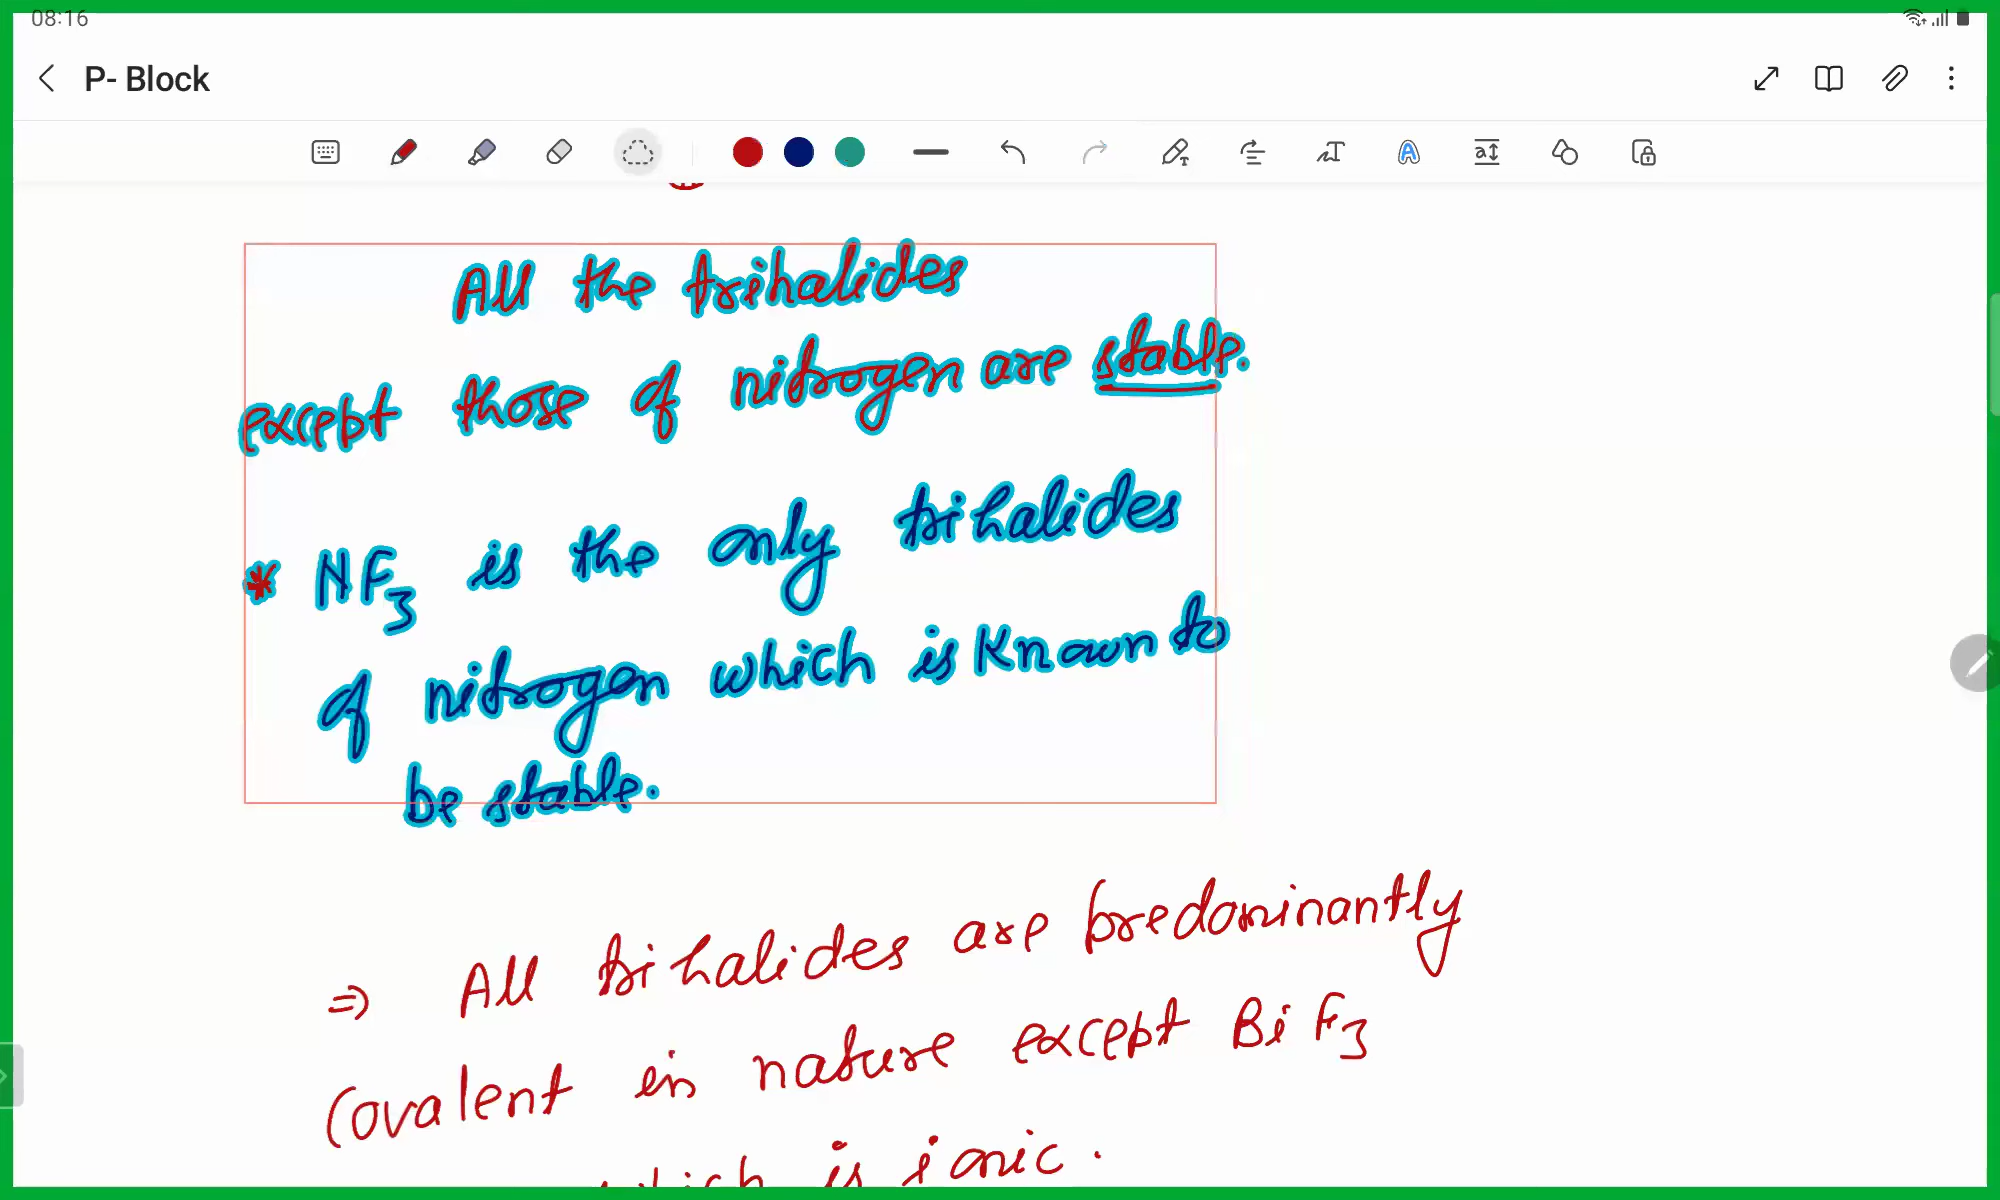 08:16
P- Block
All the trihalides
except those of nitrogen are stable.
* NF3 is the only trihalides
of nitrogen which is known to
be stable.
⇒ All trihalides are predominantly
covalent in nature except BiF3
which is ionic.